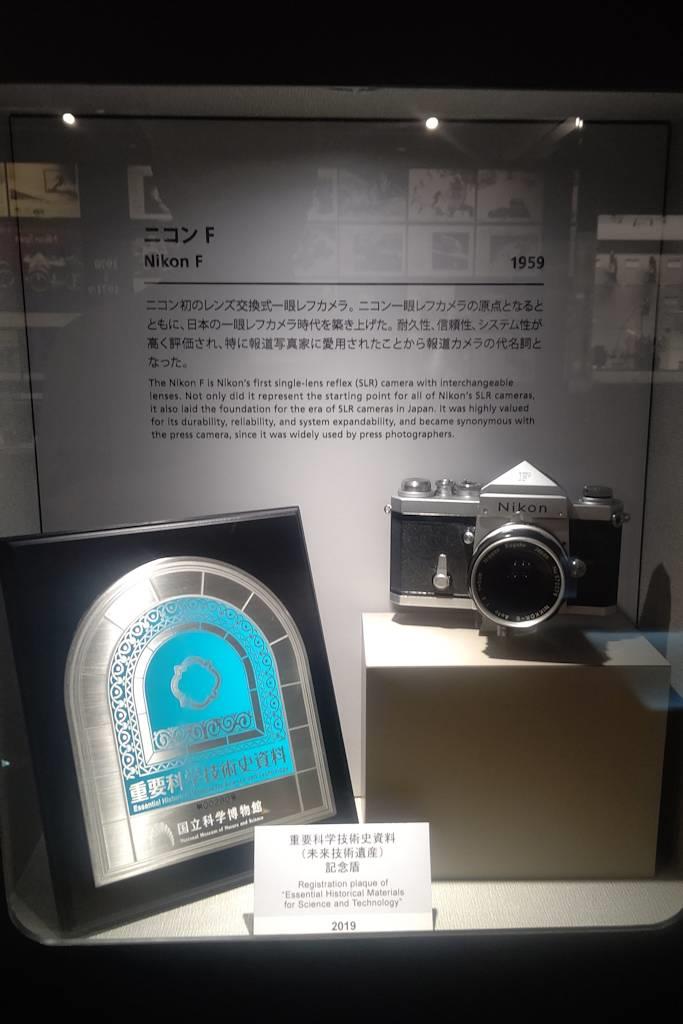 ニコン F
Nikon F
1959
ニコン初のレンズ交換式一眼レフカメラ。ニコン一眼レフカメラの原点となると
ともに、日本の一眼レフカメラ時代を築き上げた。耐久性、信頼性、システム性が
高く評価され、特に報道写真家に愛用されたことから報道カメラの代名詞と
なった。
The Nikon F is Nikon's first single-lens reflex (SLR) camera with interchangeable
lenses. Not only did it represent the starting point for all of Nikon's SLR cameras,
it also laid the foundation for the era of SLR cameras in Japan. It was highly valued
for its durability, reliability, and system expandability, and became synonymous with
the press camera, since it was widely used by press photographers.
F
Nikon
NIKKOR-S Auto
重要科学技術史資料
Essential Historical Materials for Science and Technology
国立科学博物館
National Museum of Nature and Science
重要科学技術史資料
（未来技術遺産）
記念盾
Registration plaque of
"Essential Historical Materials
for Science and Technology"
2019